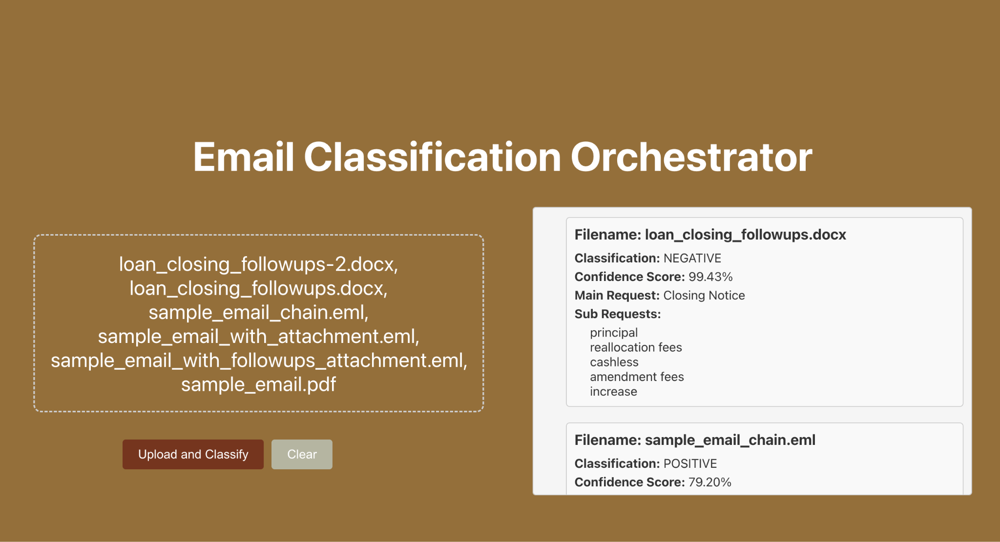 Email Classification Orchestrator
loan_closing_followups-2.docx,
loan_closing_followups.docx,
sample_email_chain.eml,
sample_email_with_attachment.eml,
sample_email_with_followups_attachment.eml,
sample_email.pdf
Upload and Classify
Clear
Filename: loan_closing_followups.docx
Classification: NEGATIVE
Confidence Score: 99.43%
Main Request: Closing Notice
Sub Requests:
principal
reallocation fees
cashless
amendment fees
increase
Filename: sample_email_chain.eml
Classification: POSITIVE
Confidence Score: 79.20%